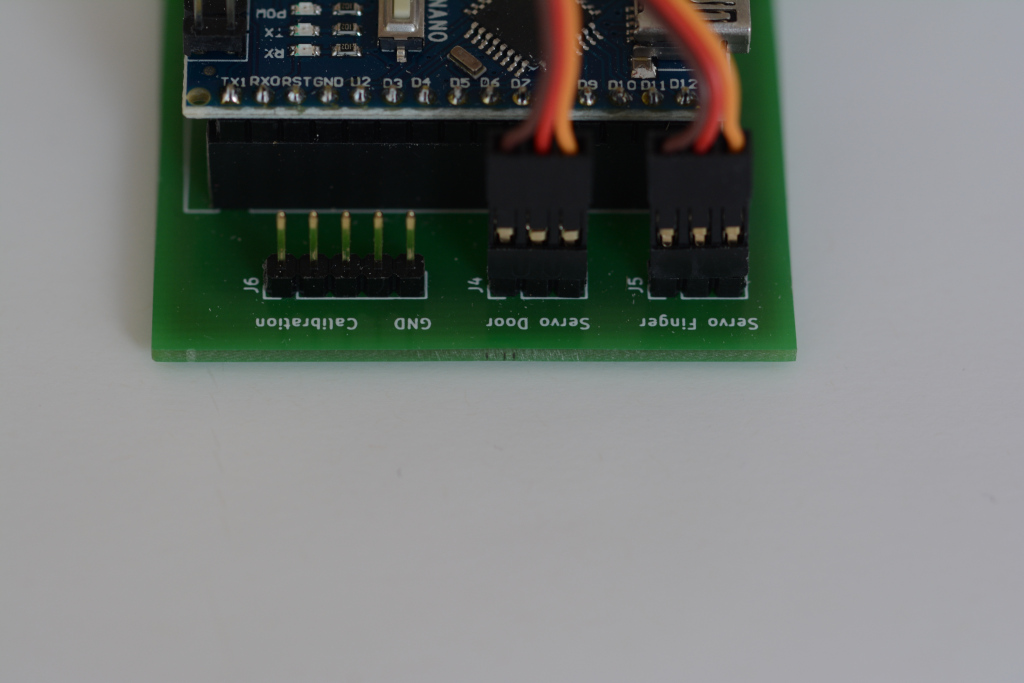 POW
TX
RX
NANO
TX1 RX0 RST GND D2 D3 D4 D5 D6 D7 D9 D10 D11 D12
J6 J4 J5
Calibration GND Servo Door Servo Finger